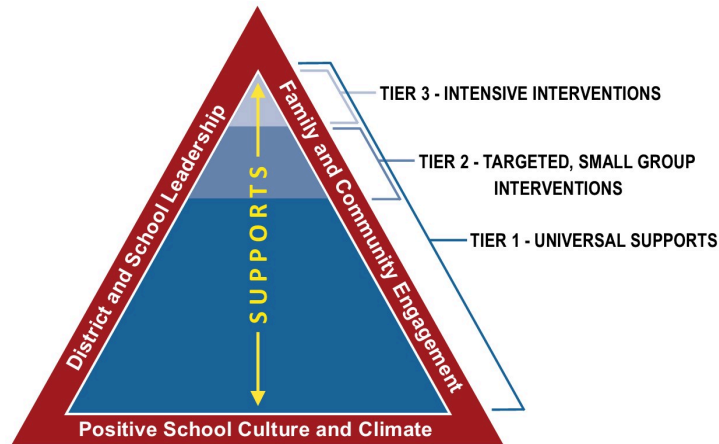 District and School Leadership
Family and Community Engagement
SUPPORTS
TIER 3 - INTENSIVE INTERVENTIONS
TIER 2 - TARGETED, SMALL GROUP
INTERVENTIONS
TIER 1 - UNIVERSAL SUPPORTS
Positive School Culture and Climate